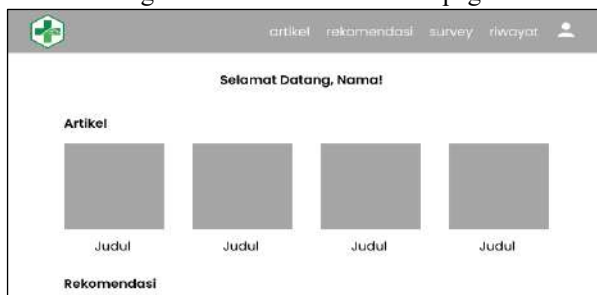 artikel rekomendasi survey riwayat
Selamat Datang, Nama!
Artikel
Judul Judul Judul Judul
Rekomendasi